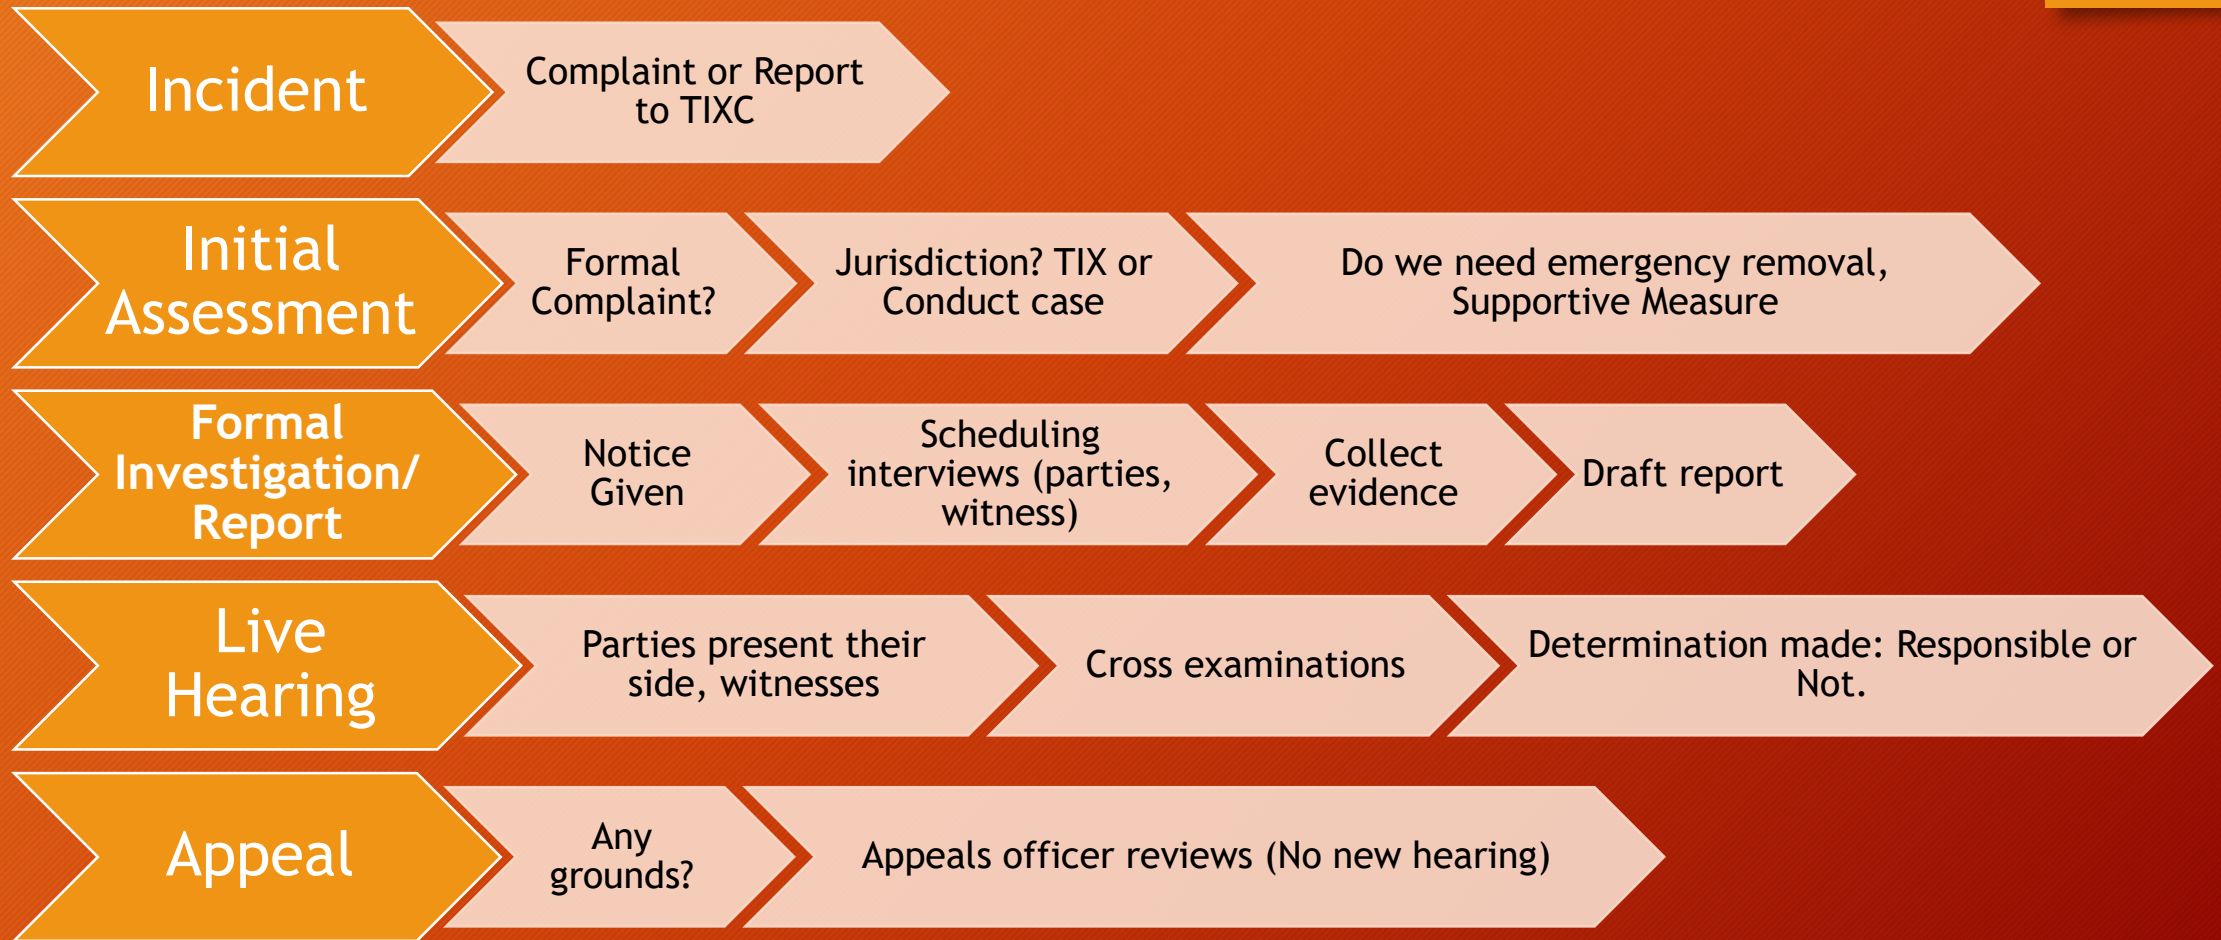 Incident
Complaint or Report
to TIXC
Initial
Assessment
Formal
Complaint?
Jurisdiction? TIX or
Conduct case
Do we need emergency removal,
Supportive Measure
Formal
Investigation/
Report
Notice
Given
Scheduling
interviews (parties,
witness)
Collect
evidence
Draft report
Live
Hearing
Parties present their
side, witnesses
Cross examinations
Determination made: Responsible or
Not.
Appeal
Any
grounds?
Appeals officer reviews (No new hearing)